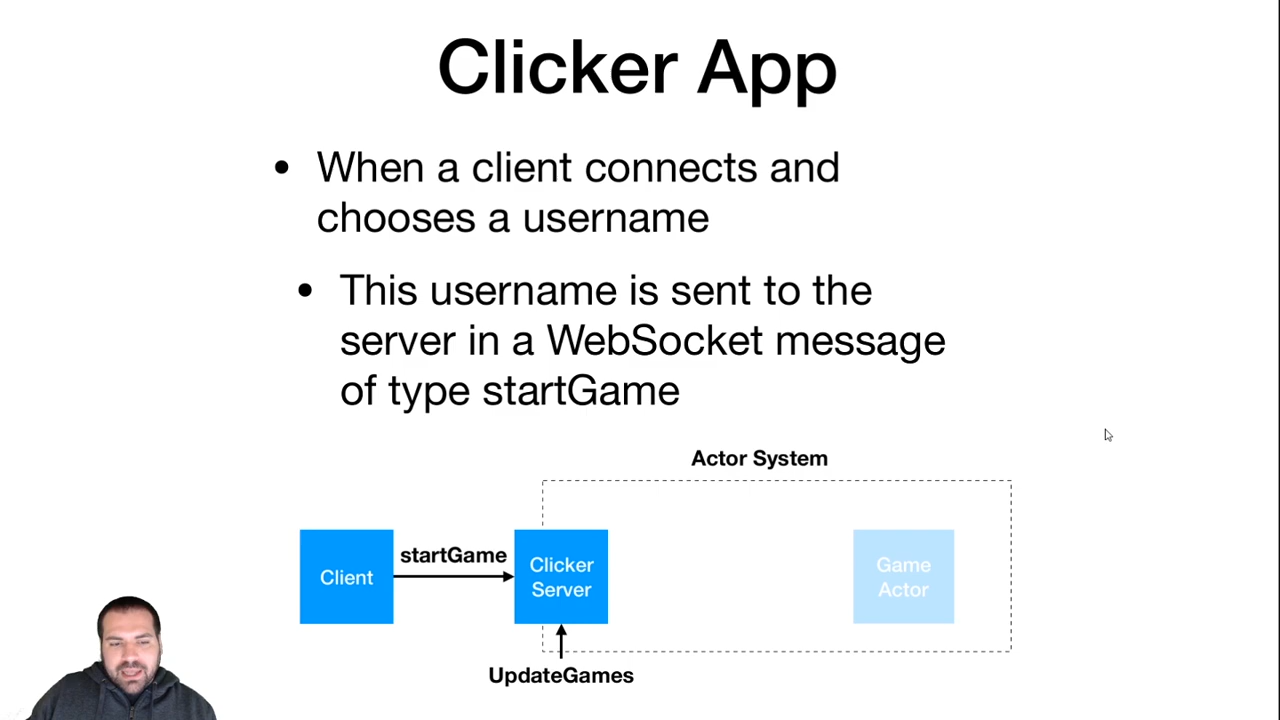 Clicker App
• When a client connects and
chooses a username
• This username is sent to the
server in a WebSocket message
of type startGame
Actor System
startGame
Client
Clicker
Server
Game
Actor
UpdateGames